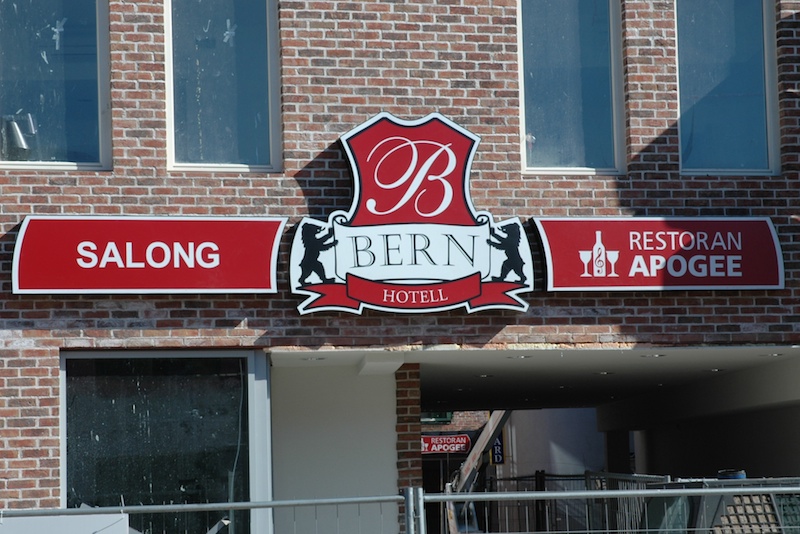 SALONG
B
BERN
HOTELL
RESTORAN
APOGEE
RESTORAN
APOGEE